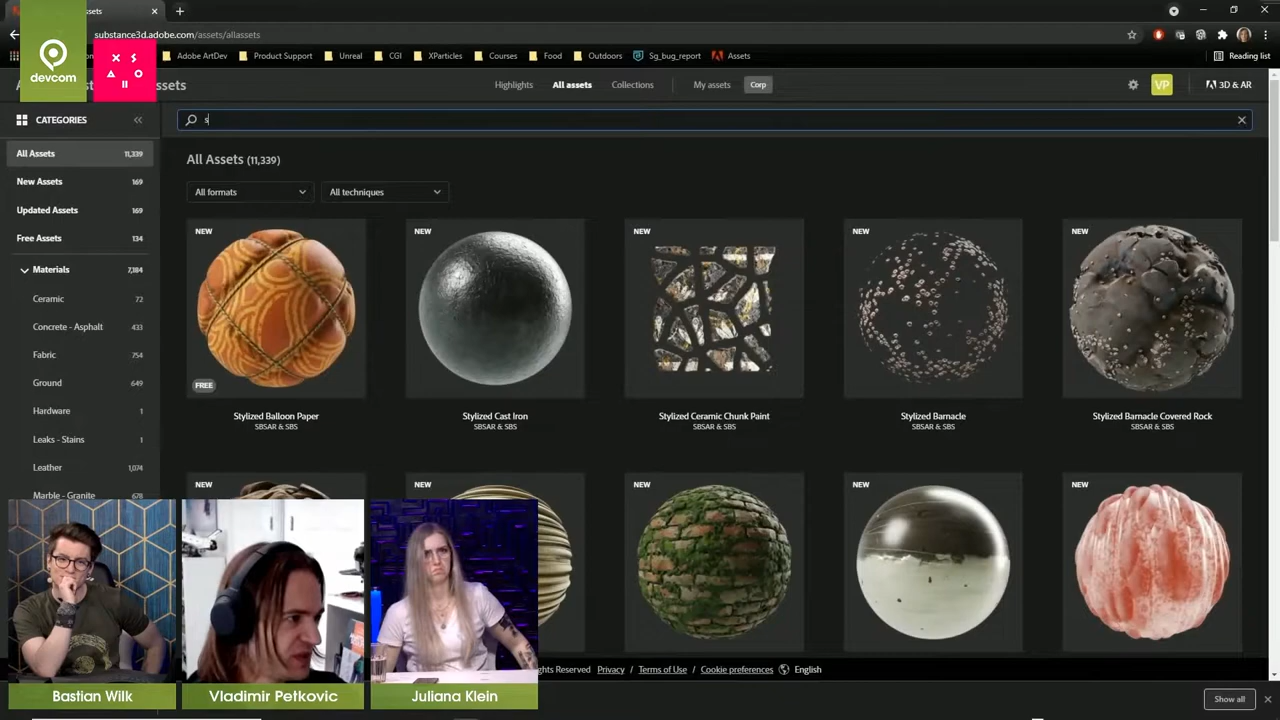 ssets
substance3d.adobe.com/assets/allassets
Adobe ArtDev
Product Support
Unreal
CGI
XParticles
Courses
Food
Outdoors
Sg_bug_report
Assets
Reading list
devcom
ssets
Highlights
All assets
Collections
My assets
Corp
VP
3D & AR
CATEGORIES
s
All Assets 11,339
New Assets 169
Updated Assets 169
Free Assets 134
Materials 7,184
Ceramic 72
Concrete - Asphalt 433
Fabric 754
Ground 649
Hardware 1
Leaks - Stains 1
Leather 1,074
Marble - Granite 678
All Assets (11,339)
All formats
All techniques
NEW
NEW
NEW
NEW
NEW
FREE
Stylized Balloon Paper
SBSAR & SBS
Stylized Cast Iron
SBSAR & SBS
Stylized Ceramic Chunk Paint
SBSAR & SBS
Stylized Barnacle
SBSAR & SBS
Stylized Barnacle Covered Rock
SBSAR & SBS
NEW
NEW
NEW
NEW
NEW
Rights Reserved
Privacy / Terms of Use / Cookie preferences
English
Show all
Bastian Wilk
Vladimir Petkovic
Juliana Klein